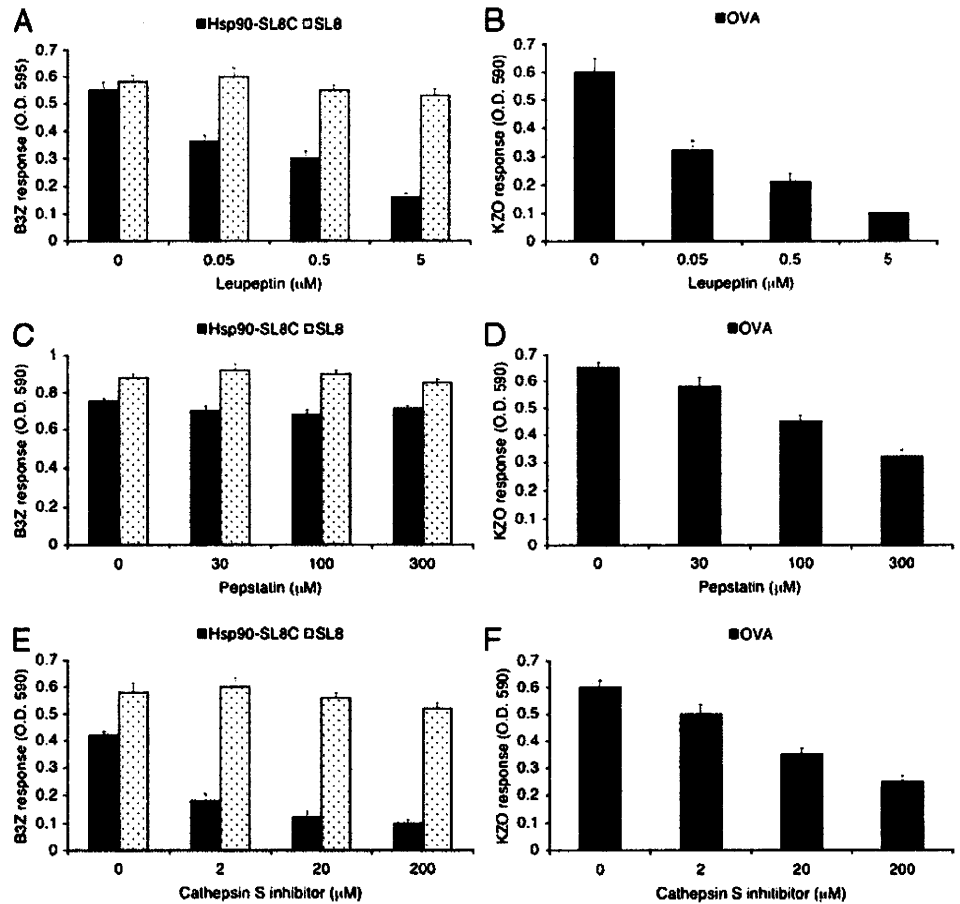 A
■Hsp90-SL8C □SL8
B3Z response (O.D. 595)
0.7
0.6
0.5
0.4
0.3
0.2
0.1
0
0 0.05 0.5 5
Leupeptin (μM)
B
■OVA
KZO response (O.D. 590)
0.7
0.6
0.5
0.4
0.3
0.2
0.1
0
0 0.05 0.5 5
Leupeptin (μM)
C
■Hsp90-SL8C □SL8
B3Z response (O.D. 590)
1
0.8
0.6
0.4
0.2
0
0 30 100 300
Pepstatin (μM)
D
■OVA
KZO response (O.D. 590)
0.7
0.6
0.5
0.4
0.3
0.2
0.1
0
0 30 100 300
Pepstatin (μM)
E
■Hsp90-SL8C □SL8
B3Z response (O.D. 590)
0.7
0.6
0.5
0.4
0.3
0.2
0.1
0
0 2 20 200
Cathepsin S inhibitor (μM)
F
■OVA
KZO response (O.D. 590)
0.7
0.6
0.5
0.4
0.3
0.2
0.1
0
0 2 20 200
Cathepsin S inhitibitor (μM)